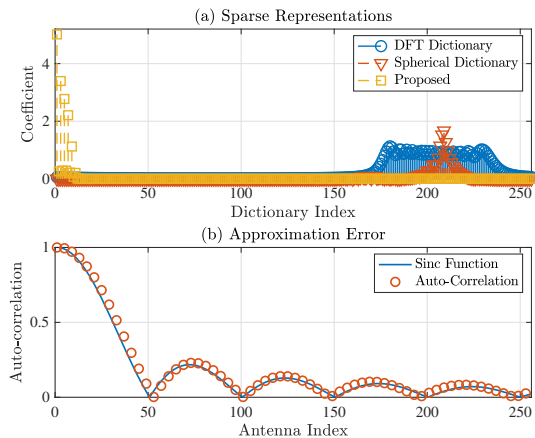 (a) Sparse Representations
Coefficient
4
2
0
DFT Dictionary
Spherical Dictionary
Proposed
0 50 100 150 200 250
Dictionary Index
(b) Approximation Error
Auto-correlation
1
0.5
0
Sinc Function
Auto-Correlation
0 50 100 150 200 250
Antenna Index